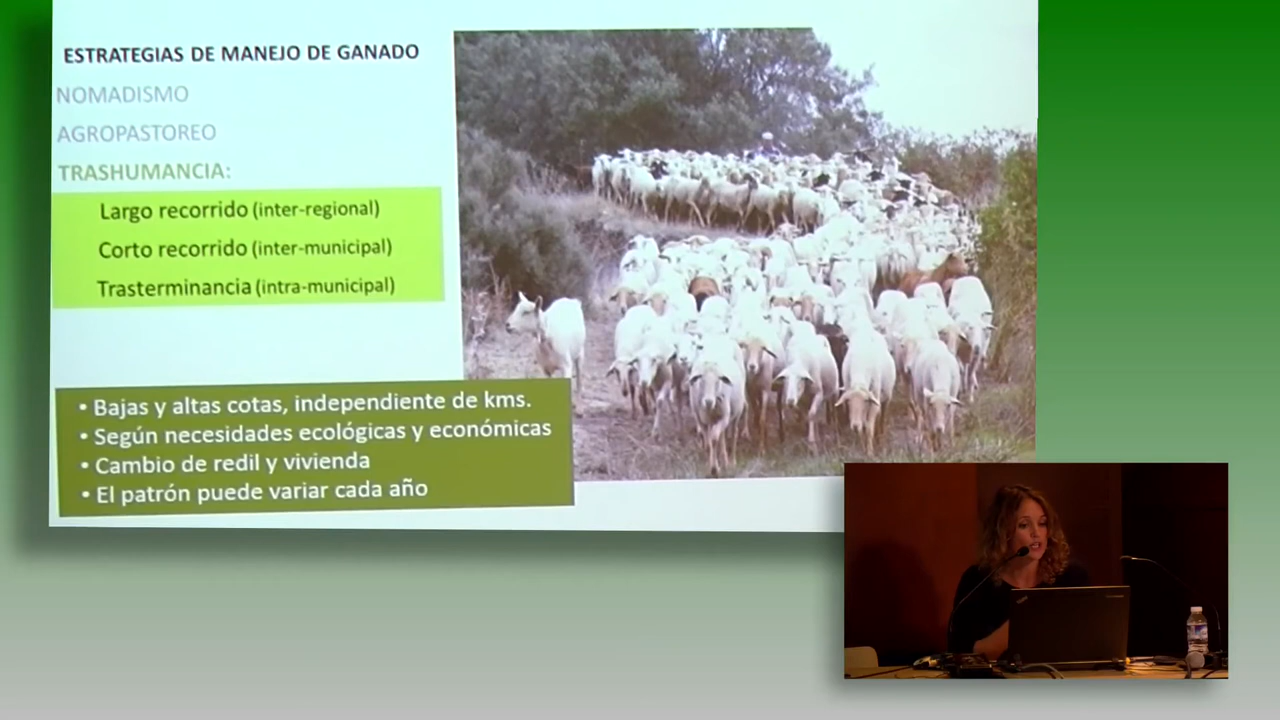 ESTRATEGIAS DE MANEJO DE GANADO
NOMADISMO
AGROPASTOREO
TRASHUMANCIA:
Largo recorrido (inter-regional)
Corto recorrido (inter-municipal)
Trasterminancia (intra-municipal)
• Bajas y altas cotas, independiente de kms.
• Según necesidades ecológicas y económicas
• Cambio de redil y vivienda
• El patrón puede variar cada año